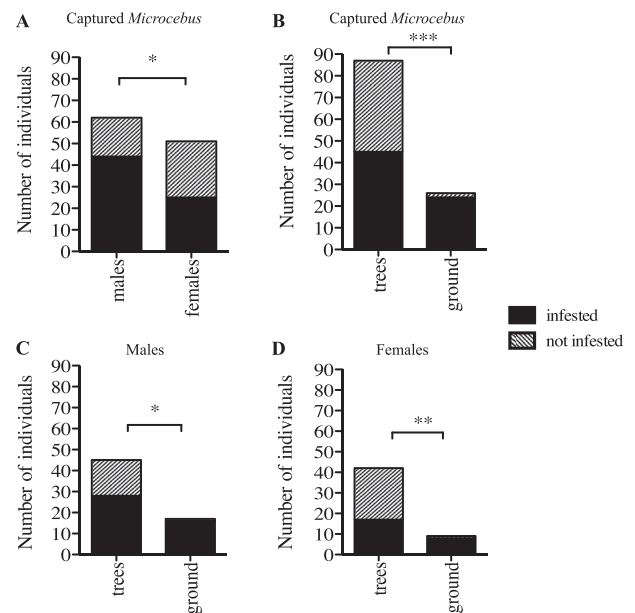 A Captured Microcebus
Number of individuals
90
80
70
60
50
40
30
20
10
0
*
males
females
B Captured Microcebus
Number of individuals
90
80
70
60
50
40
30
20
10
0
***
trees
ground
infested
not infested
C Males
Number of individuals
90
80
70
60
50
40
30
20
10
0
*
trees
ground
D Females
Number of individuals
90
80
70
60
50
40
30
20
10
0
**
trees
ground